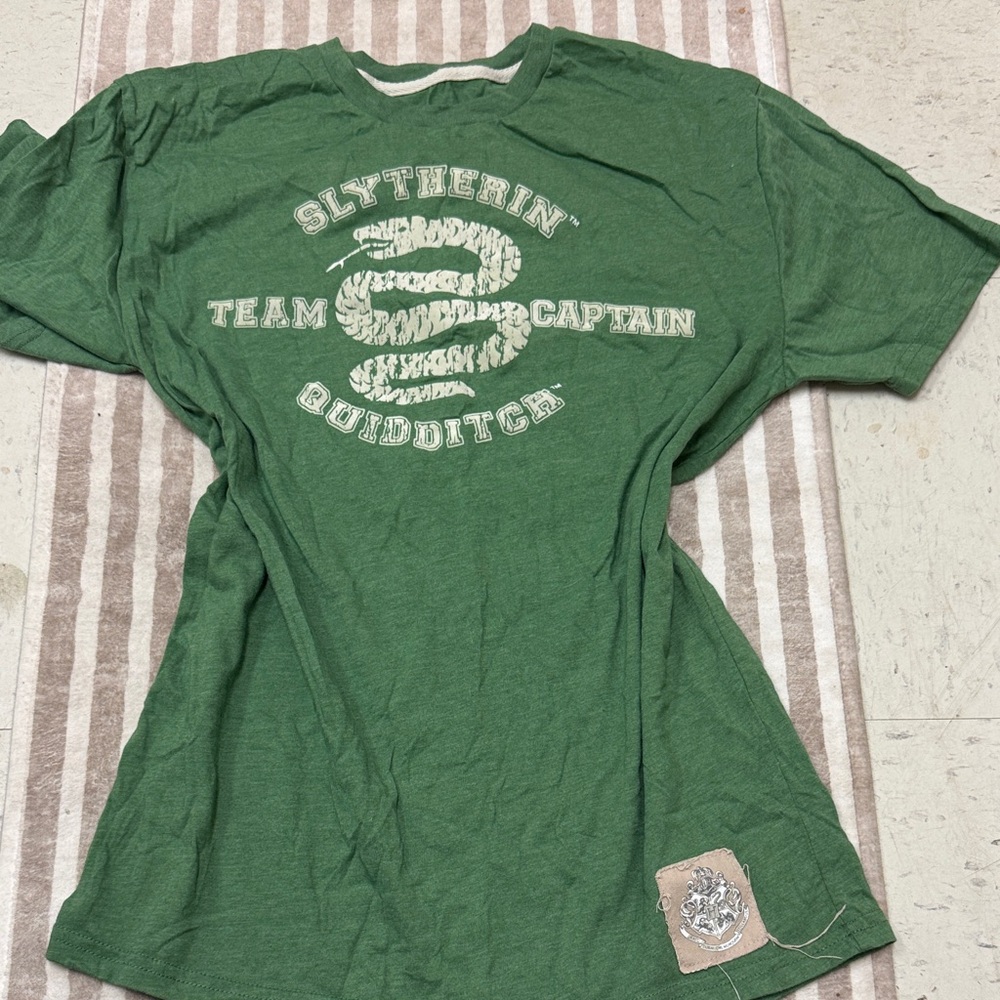 SLYTHERIN™
TEAM CAPTAIN
QUIDDITCH™